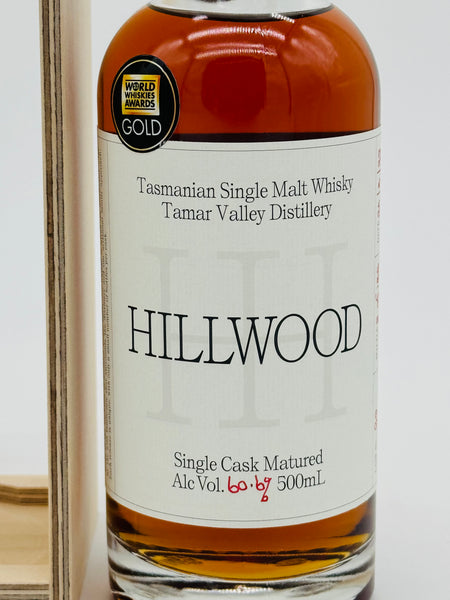 WORLD
WHISKIES
AWARDS
GOLD
Tasmanian Single Malt Whisky
Tamar Valley Distillery
HH
HILLWOOD
Single Cask Matured
Alc Vol. 60.6% 500mL